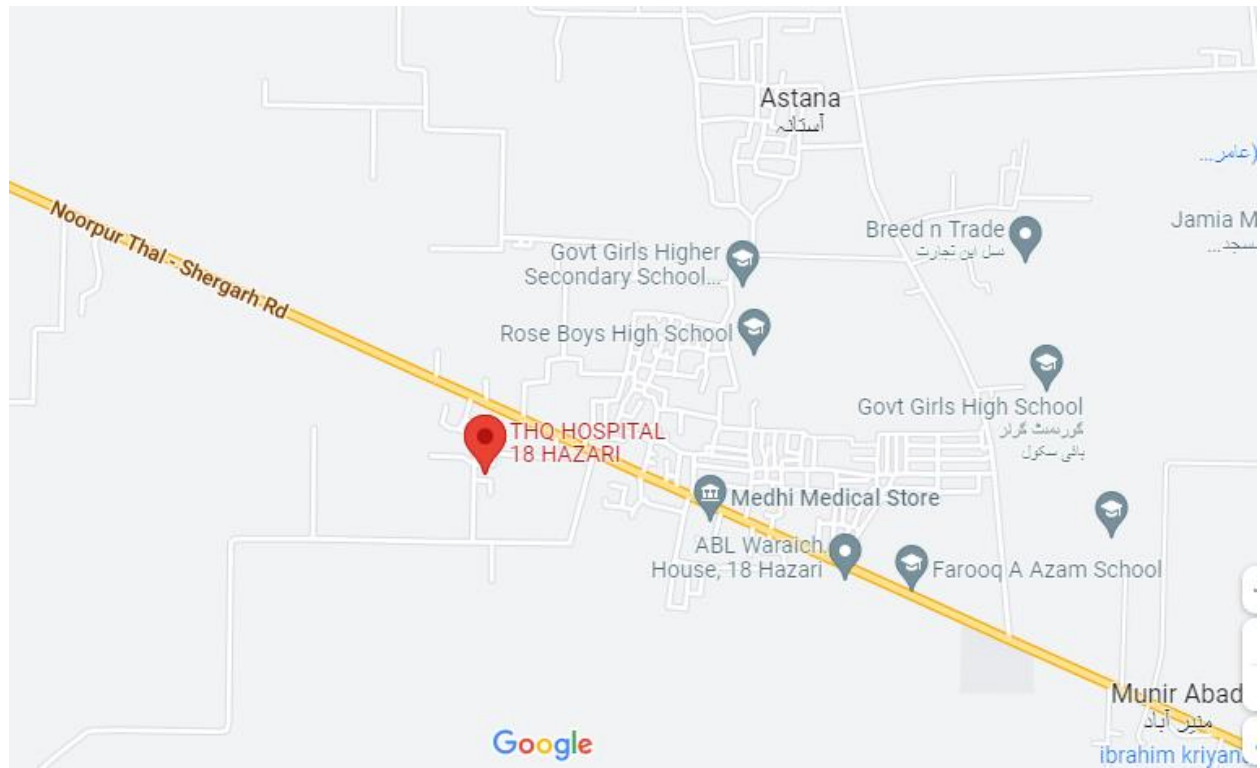 Astana
آستانہ
(عامر...
Jamia M
مسجد...
Breed n Trade
نسل این تجارت
Noorpur Thal - Shergarh Rd
Govt Girls Higher
Secondary School...
Rose Boys High School
Govt Girls High School
گورنمنٹ گرلز
ہائی سکول
THQ HOSPITAL
18 HAZARI
Medhi Medical Store
ABL Waraich
House, 18 Hazari
Farooq A Azam School
Munir Abad
منیر آباد
ibrahim kriyan
Google